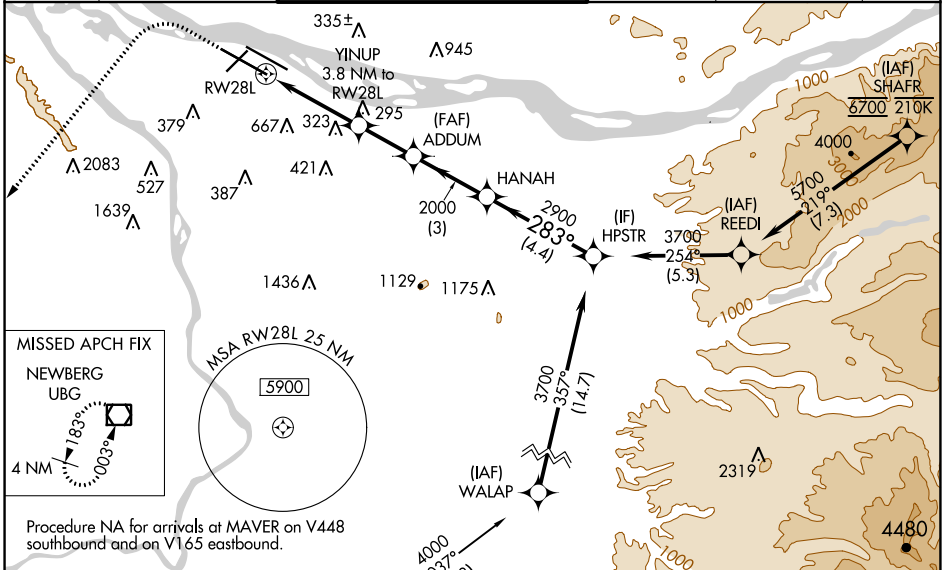 335±
945
YINUP
3.8 NM to
RW28L
RW28L
(IAF)
SHAFR
6700 210K
1000
295
379
667
323
(FAF)
ADDUM
4000
3000
2083
527
387
421
HANAH
5700
219°
(7.3)
2000
1639
2000
(3)
2900
283°
(4.4)
(IF)
HPSTR
(IAF)
REEDI
3700
254°
(5.3)
1436
1129
1175
1000
1000
MISSED APCH FIX
NEWBERG
UBG
183°
003°
4 NM
MSA RW28L 25 NM
5900
3700
357°
(14.7)
(IAF)
WALAP
2319
Procedure NA for arrivals at MAVER on V448
southbound and on V165 eastbound.
4000
037°
1000
4480